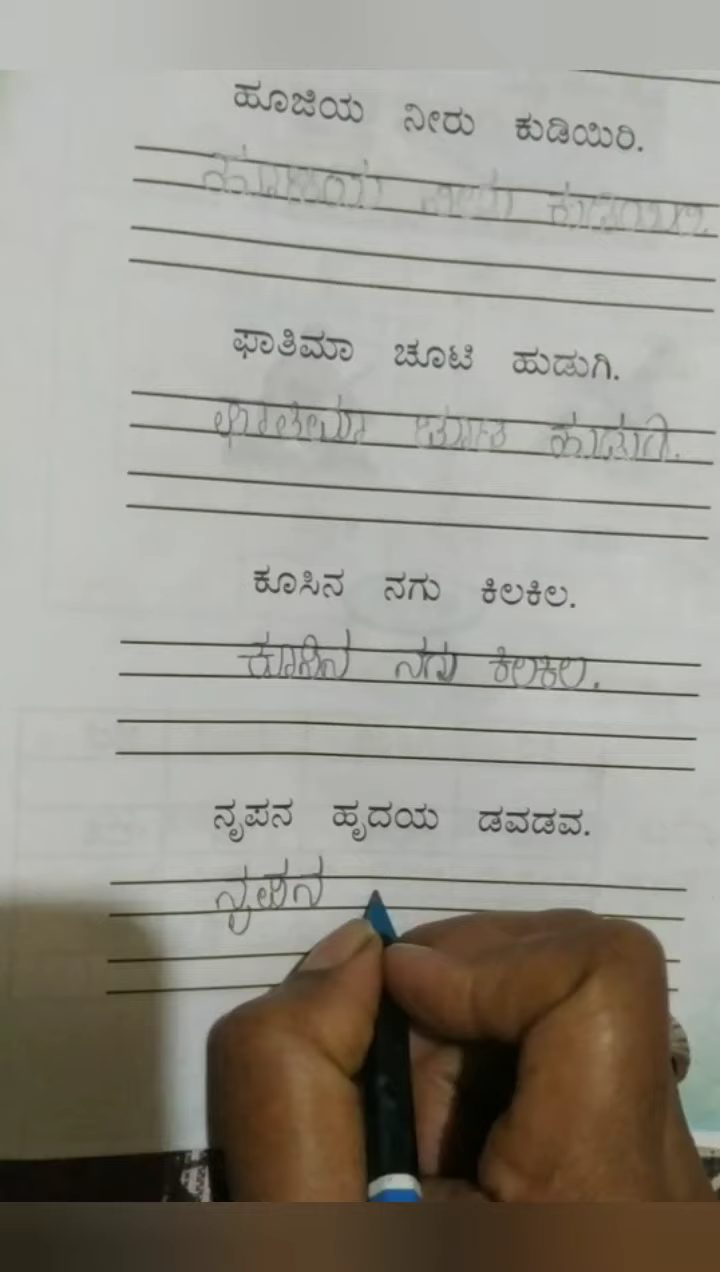 ಹೂಜಿಯ ನೀರು ಕುಡಿಯಿರಿ.
ಹೂಜಿಯ ನೀರು ಕುಡಿಯಿರಿ.
ಫಾತಿಮಾ ಚೂಟಿ ಹುಡುಗಿ.
ಫಾತಿಮಾ ಚೂಟಿ ಹುಡುಗಿ.
ಕೂಸಿನ ನಗು ಕಿಲಕಿಲ.
ಕೂಸಿನ ನಗು ಕಿಲಕಿಲ.
ನೃಪನ ಹೃದಯ ಡವಡವ.
ನೃಪನ